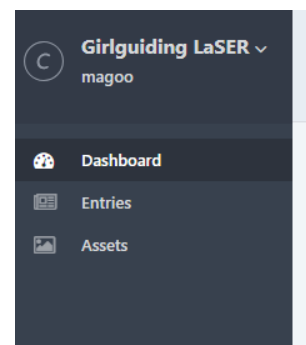 C
Girlguiding LaSER
magoo
Dashboard
Entries
Assets